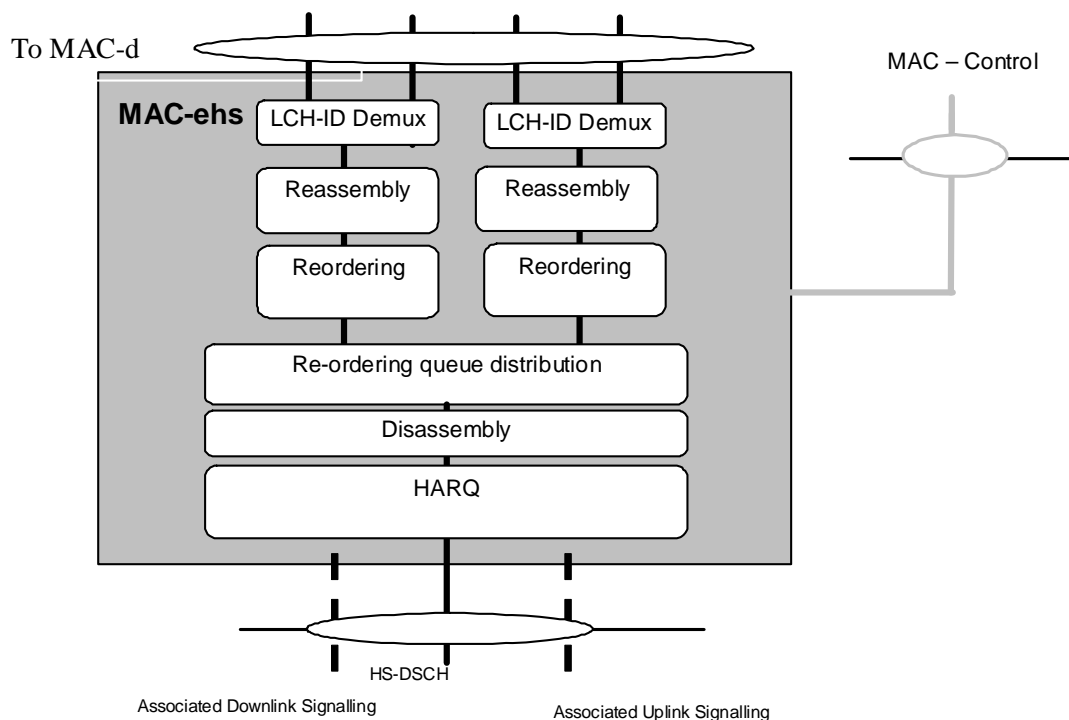 To MAC-d
MAC – Control
MAC-ehs
LCH-ID Demux
LCH-ID Demux
Reassembly
Reassembly
Reordering
Reordering
Re-ordering queue distribution
Disassembly
HARQ
HS-DSCH
Associated Downlink Signalling
Associated Uplink Signalling